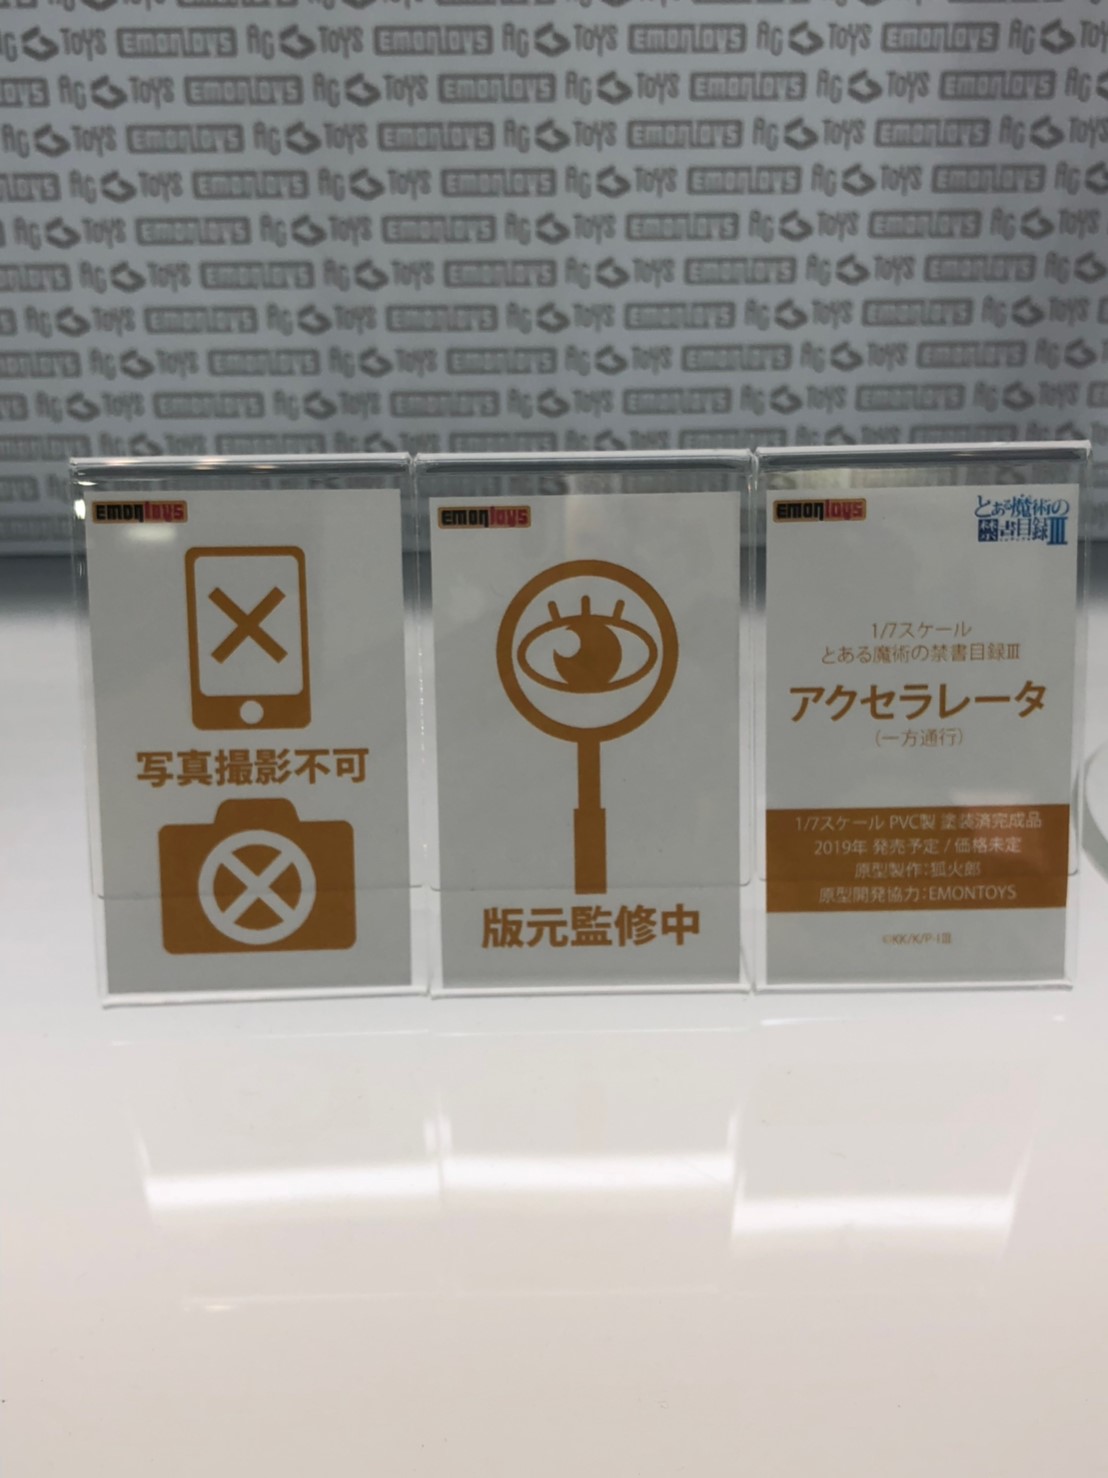 EMONTOYS
写真撮影不可
EMONTOYS
版元監修中
EMONTOYS
とある魔術の
禁書目録III
1/7スケール
とある魔術の禁書目録III
アクセラレータ
(一方通行)
1/7スケール PVC製 塗装済完成品
2019年 発売予定 / 価格未定
原型製作:狐火郎
原型開発協力:EMONTOYS
©KK/K/P-IIII
AG TOYS EMONTOYS